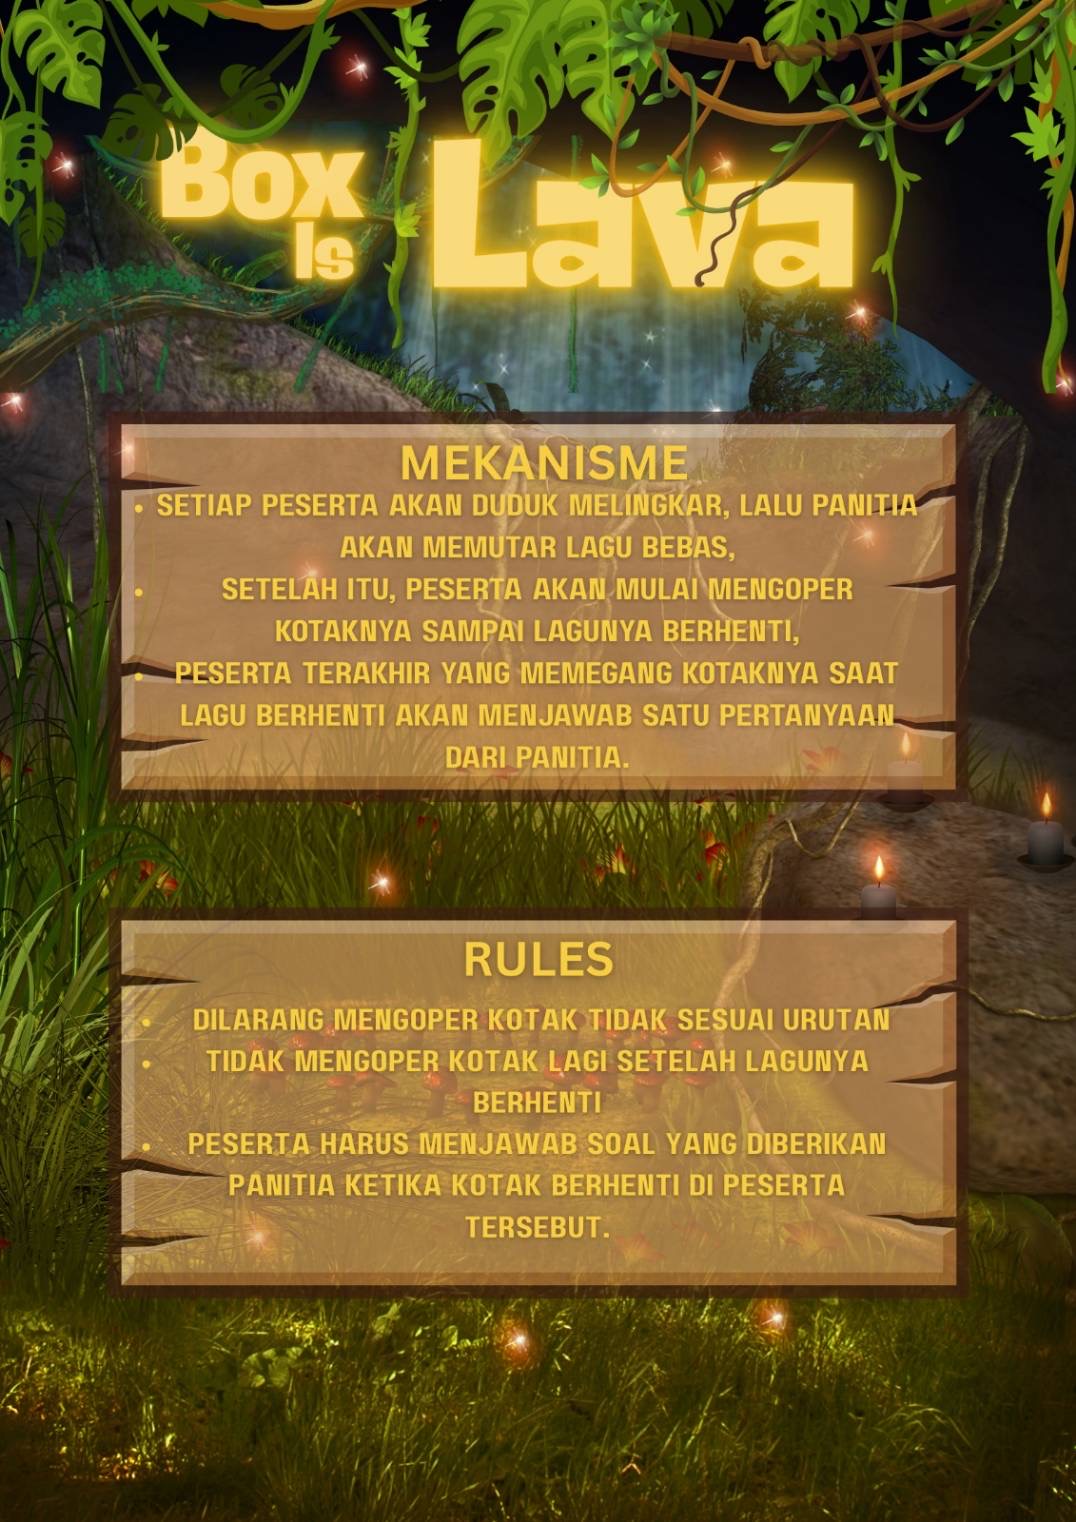 Box
Is
Lava
MEKANISME
• SETIAP PESERTA AKAN DUDUK MELINGKAR, LALU PANITIA
AKAN MEMUTAR LAGU BEBAS,
• SETELAH ITU, PESERTA AKAN MULAI MENGOPER
KOTAKNYA SAMPAI LAGUNYA BERHENTI,
• PESERTA TERAKHIR YANG MEMEGANG KOTAKNYA SAAT
LAGU BERHENTI AKAN MENJAWAB SATU PERTANYAAN
DARI PANITIA.
RULES
• DILARANG MENGOPER KOTAK TIDAK SESUAI URUTAN
• TIDAK MENGOPER KOTAK LAGI SETELAH LAGUNYA
BERHENTI
• PESERTA HARUS MENJAWAB SOAL YANG DIBERIKAN
PANITIA KETIKA KOTAK BERHENTI DI PESERTA
TERSEBUT.